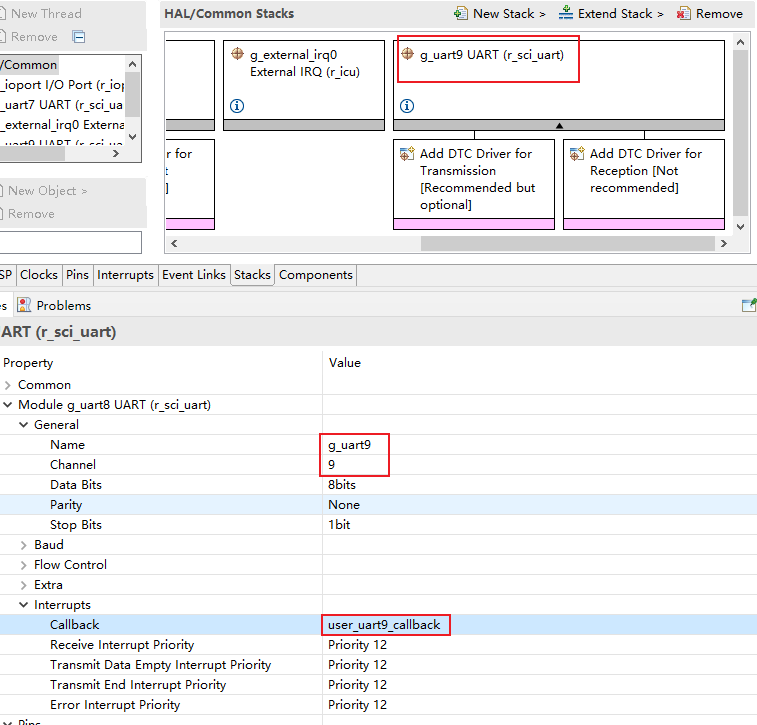 New Thread
HAL/Common Stacks
New Stack >
Extend Stack >
Remove
Remove
/Common
_ioport I/O Port (r_iop
_uart7 UART (r_sci_ua
_external_irq0 Externa
_uart9 UART (r_sci_ua
New Object >
Remove
g_external_irq0
External IRQ (r_icu)
g_uart9 UART (r_sci_uart)
er for
t
]
Add DTC Driver for
Transmission
[Recommended but
optional]
Add DTC Driver for
Reception [Not
recommended]
SP
Clocks
Pins
Interrupts
Event Links
Stacks
Components
es
Problems
ART (r_sci_uart)
Property Value
Common
Module g_uart8 UART (r_sci_uart)
General
Name g_uart9
Channel 9
Data Bits 8bits
Parity None
Stop Bits 1bit
Baud
Flow Control
Extra
Interrupts
Callback user_uart9_callback
Receive Interrupt Priority Priority 12
Transmit Data Empty Interrupt Priority Priority 12
Transmit End Interrupt Priority Priority 12
Error Interrupt Priority Priority 12
Pins